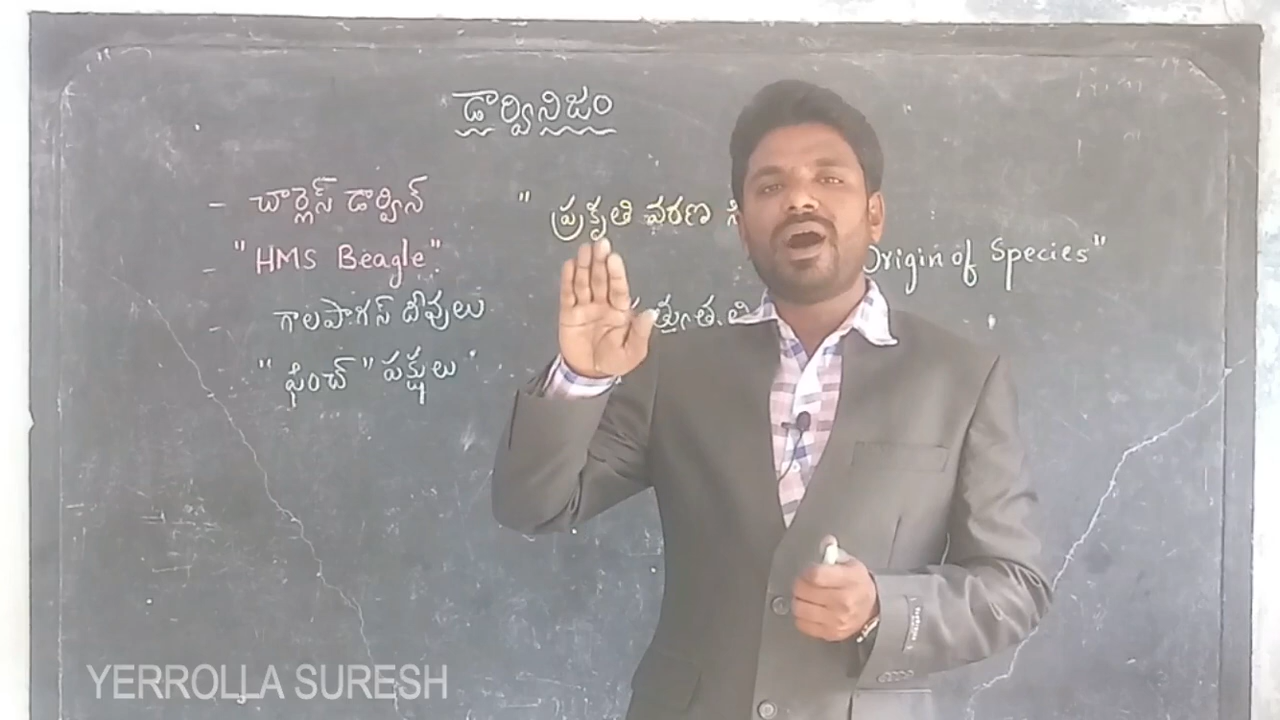 డార్వినిజం
- చార్లెస్ డార్విన్
- "HMS Beagle"
- గాలపాగస్ దీవులు
"ఫించ్" పక్షులు
" ప్రకృతి వరణ
Origin of Species"
YERROLLA SURESH